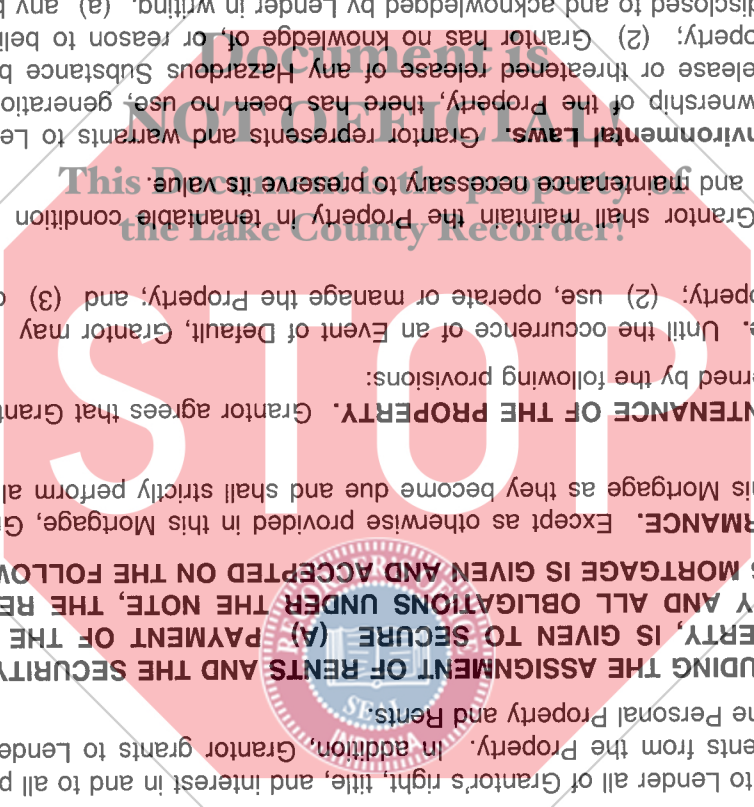 to Lender all of Grantor's right, title, and interest in and to all p
ents from the Property. In addition, Grantor grants to Lende
ne Personal Property and Rents.
UDING THE ASSIGNMENT OF RENTS AND THE SECURIT
ERTY, IS GIVEN TO SECURE (A) PAYMENT OF THE
Y AND ALL OBLIGATIONS UNDER THE NOTE, THE RE
S MORTGAGE IS GIVEN AND ACCEPTED ON THE FOLLOW
RMANCE. Except as otherwise provided in this Mortgage, G
is Mortgage as they become due and shall strictly perform al
NTENANCE OF THE PROPERTY. Grantor agrees that Grant
erned by the following provisions:
e. Until the occurrence of an Event of Default, Grantor may
operty; (2) use, operate or manage the Property; and (3)
Grantor shall maintain the Property in tenantable condition
and maintenance necessary to preserve its value.
nvironmental Laws. Grantor represents and warrants to Le
wnership of the Property, there has been no use, generatio
elease or threatened release of any Hazardous Substance b
operty; (2) Grantor has no knowledge of, or reason to beli
disclosed to and acknowledged by Lender in writing, (a) any b
Document is
NOT OFFICIAL!
This Document is the property of
the Lake County Recorder!
STOP
RECORDER'S OFFICE
SEAL
INDIANA